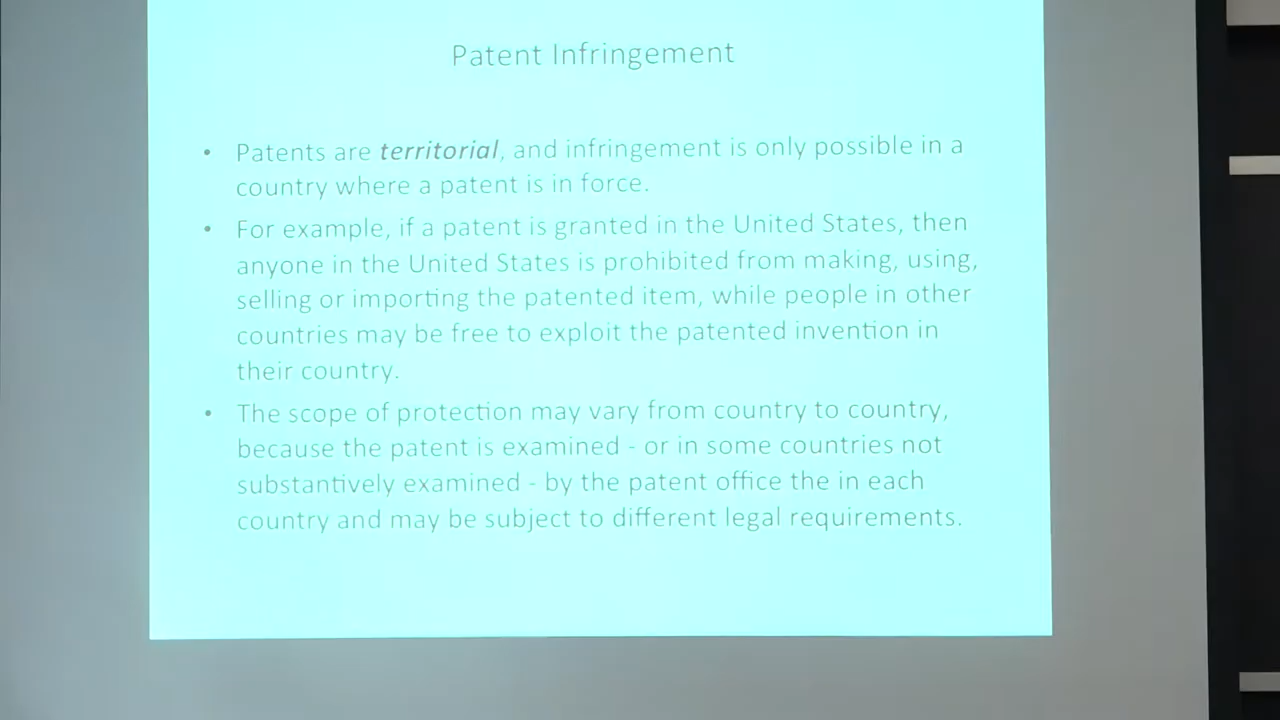 Patent Infringement
• Patents are territorial, and infringement is only possible in a
country where a patent is in force.
• For example, if a patent is granted in the United States, then
anyone in the United States is prohibited from making, using,
selling or importing the patented item, while people in other
countries may be free to exploit the patented invention in
their country.
• The scope of protection may vary from country to country,
because the patent is examined - or in some countries not
substantively examined - by the patent office the in each
country and may be subject to different legal requirements.